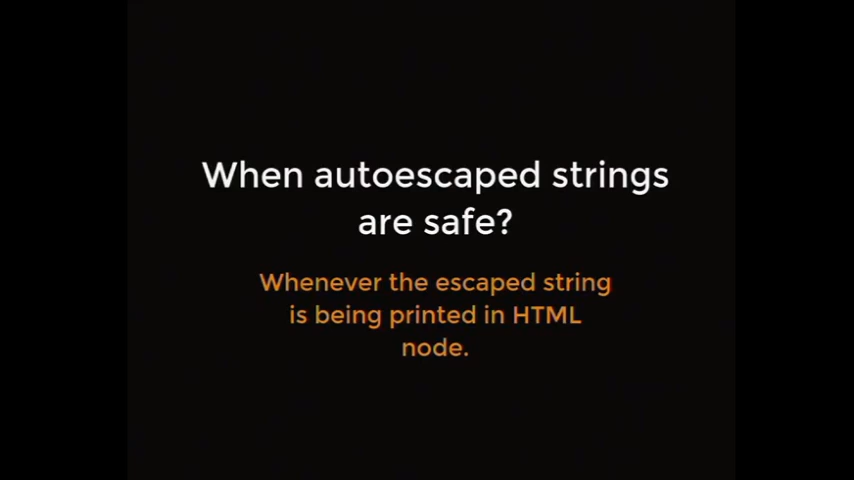 When autoescaped strings
are safe?
Whenever the escaped string
is being printed in HTML
node.